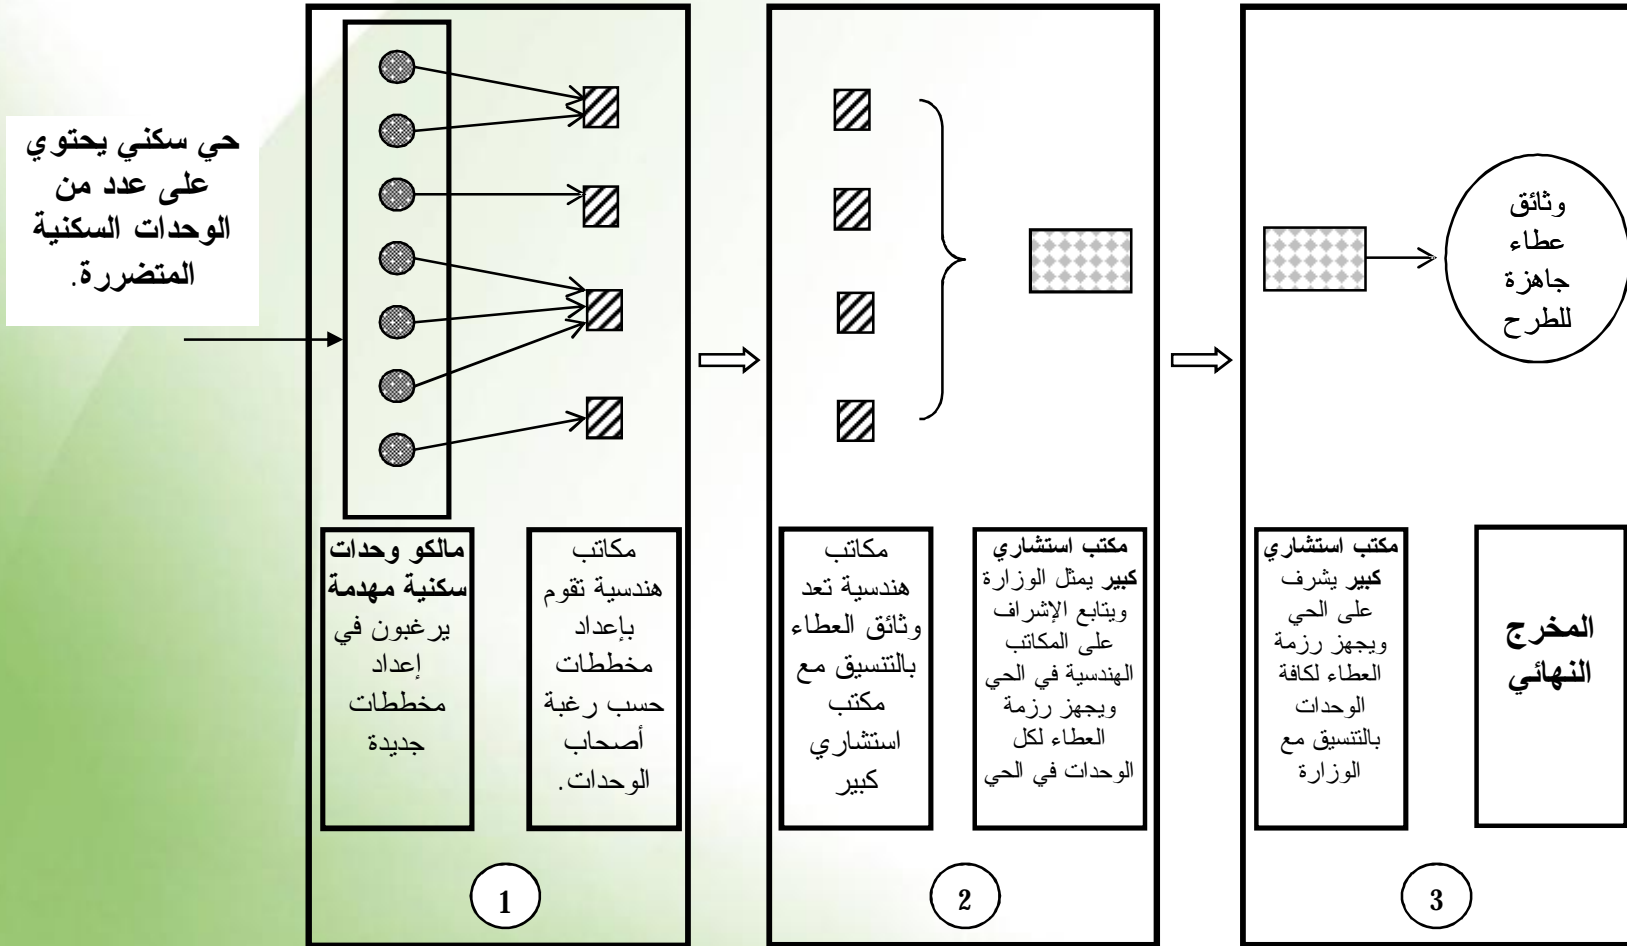 حي سكني يحتوي
على عدد من
الوحدات السكنية
المتضررة.
مالكو وحدات
سكنية مهدمة
يرغبون في
إعداد
مخططات
جديدة
مكاتب
هندسية تقوم
بإعداد
مخططات
حسب رغبة
أصحاب
الوحدات.
1
مكاتب
هندسية تعد
وثائق العطاء
بالتنسيق مع
مكتب
استشاري
كبير
مكتب استشاري
كبير يمثل الوزارة
ويتابع الإشراف
على المكاتب
الهندسية في الحي
ويجهز رزمة
العطاء لكل
الوحدات في الحي
2
وثائق
عطاء
جاهزة
للطرح
مكتب استشاري
كبير يشرف
على الحي
ويجهز رزمة
العطاء لكافة
الوحدات
بالتنسيق مع
الوزارة
المخرج
النهائي
3